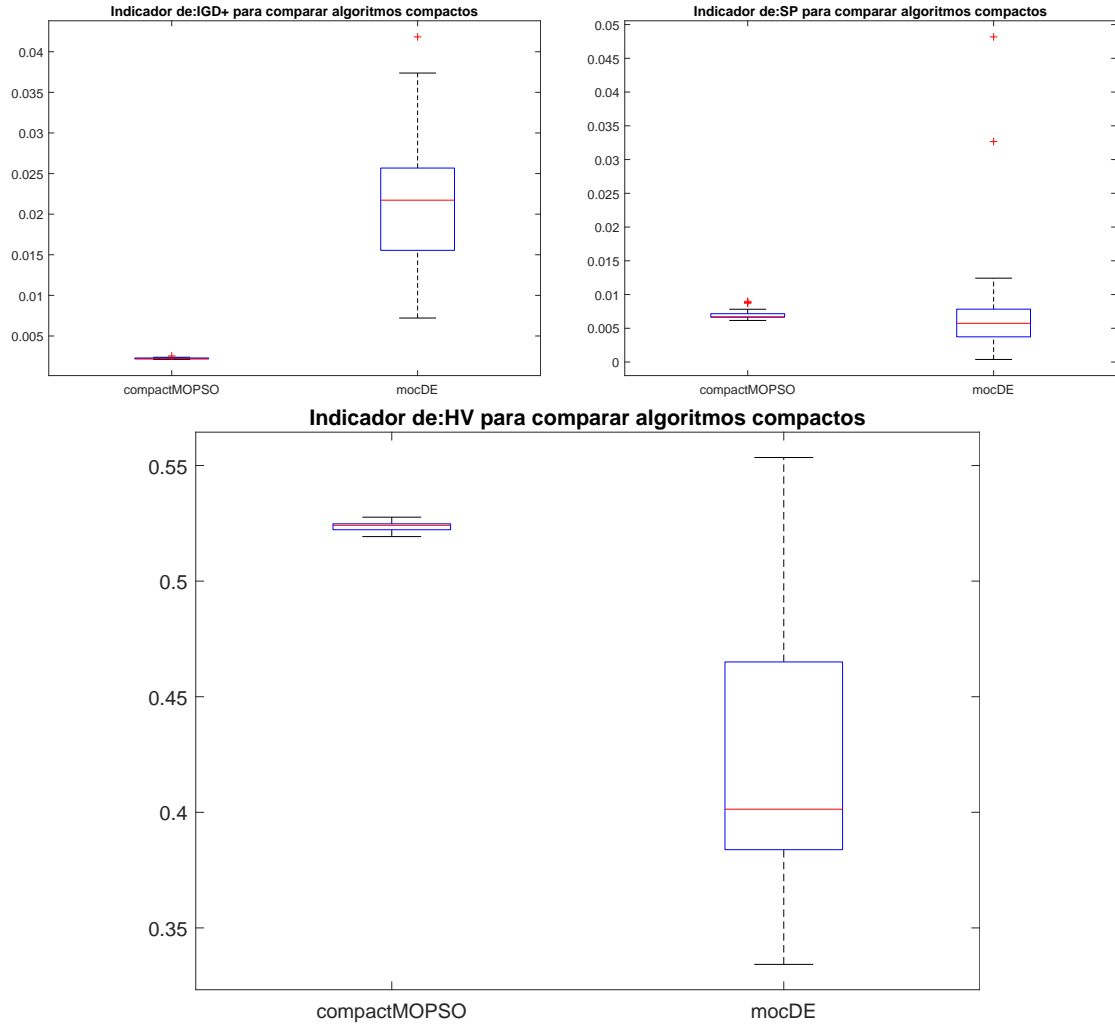 Indicador de:IGD+ para comparar algoritmos compactos
0.04
0.035
0.03
0.025
0.02
0.015
0.01
0.005
compactMOPSO
mocDE
Indicador de:SP para comparar algoritmos compactos
0.05
0.045
0.04
0.035
0.03
0.025
0.02
0.015
0.01
0.005
0
compactMOPSO
mocDE
Indicador de:HV para comparar algoritmos compactos
0.55
0.5
0.45
0.4
0.35
compactMOPSO
mocDE